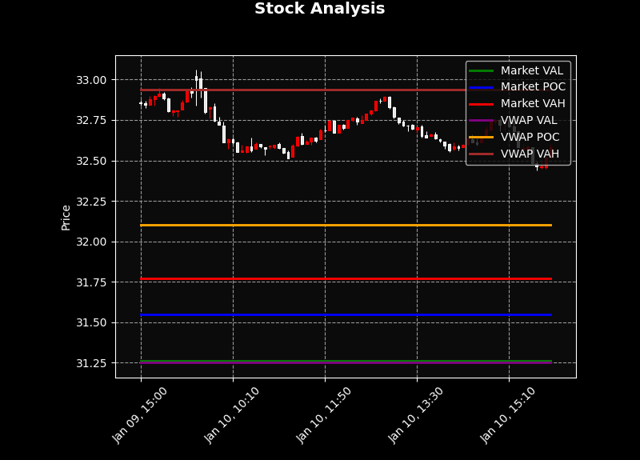 Stock Analysis
Market VAL
Market POC
Market VAH
VWAP VAL
VWAP POC
VWAP VAH
Price
33.00
32.75
32.50
32.25
32.00
31.75
31.50
31.25
Jan 09, 15:00
Jan 10, 10:10
Jan 10, 11:50
Jan 10, 13:30
Jan 10, 15:10